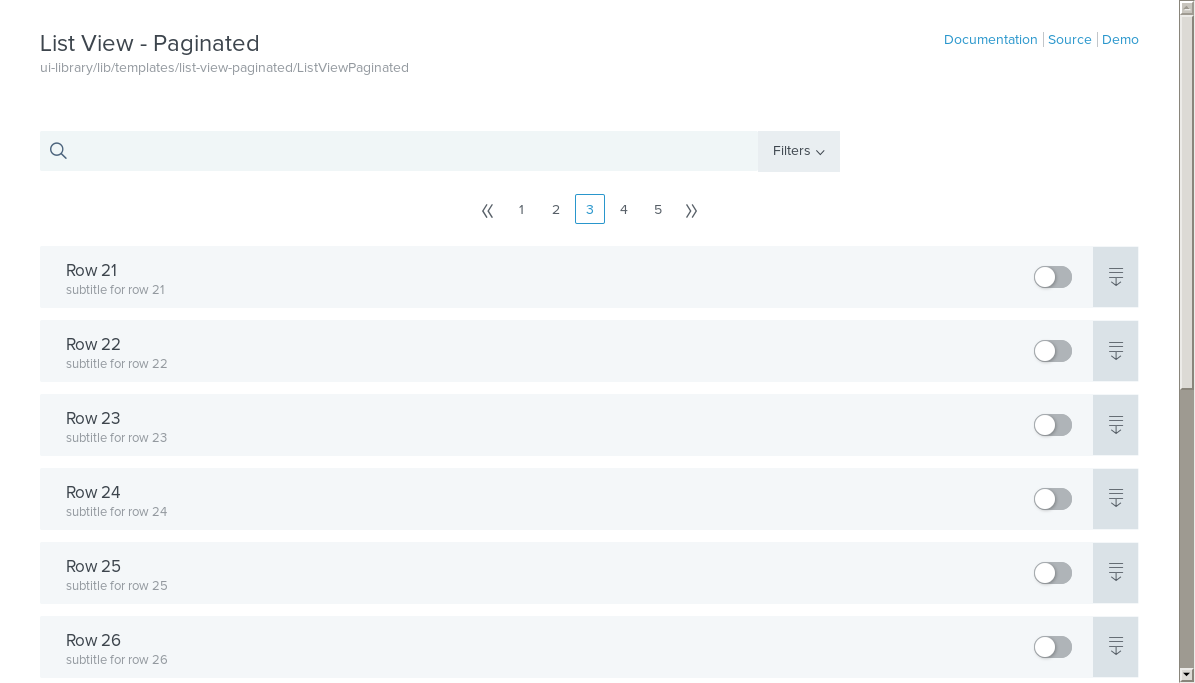 List View - Paginated
Documentation Source Demo
ui-library/lib/templates/list-view-paginated/ListViewPaginated
Filters
1 2 3 4 5
Row 21
subtitle for row 21
Row 22
subtitle for row 22
Row 23
subtitle for row 23
Row 24
subtitle for row 24
Row 25
subtitle for row 25
Row 26
subtitle for row 26